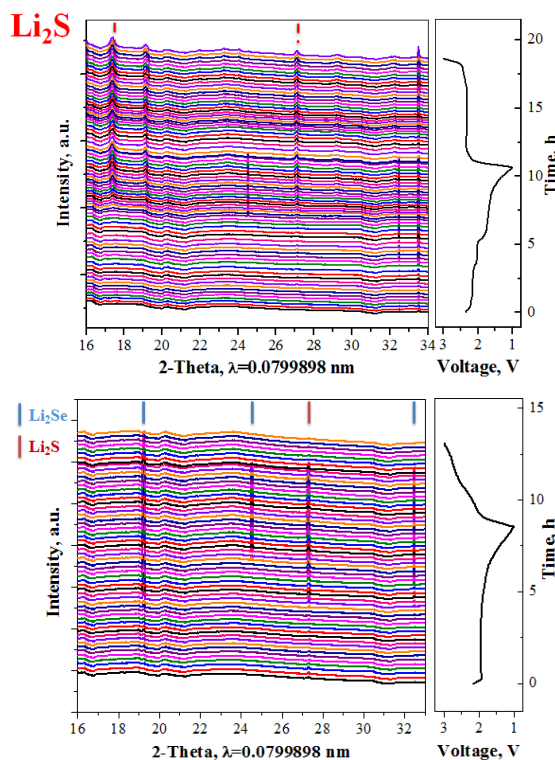 Li₂S
Intensity, a.u.
16 18 20 22 24 26 28 30 32 34
2-Theta, λ=0.0799898 nm
20
15
10
5
0
Time, h
3 2 1
Voltage, V
Li₂Se
Li₂S
Intensity, a.u.
16 18 20 22 24 26 28 30 32
2-Theta, λ=0.0799898 nm
15
10
5
0
Time, h
3 2 1
Voltage, V